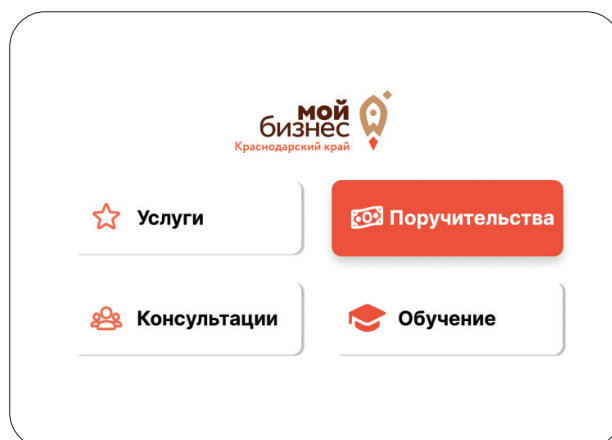 мой
бизнес
Краснодарский край
Услуги
Поручительства
Консультации
Обучение